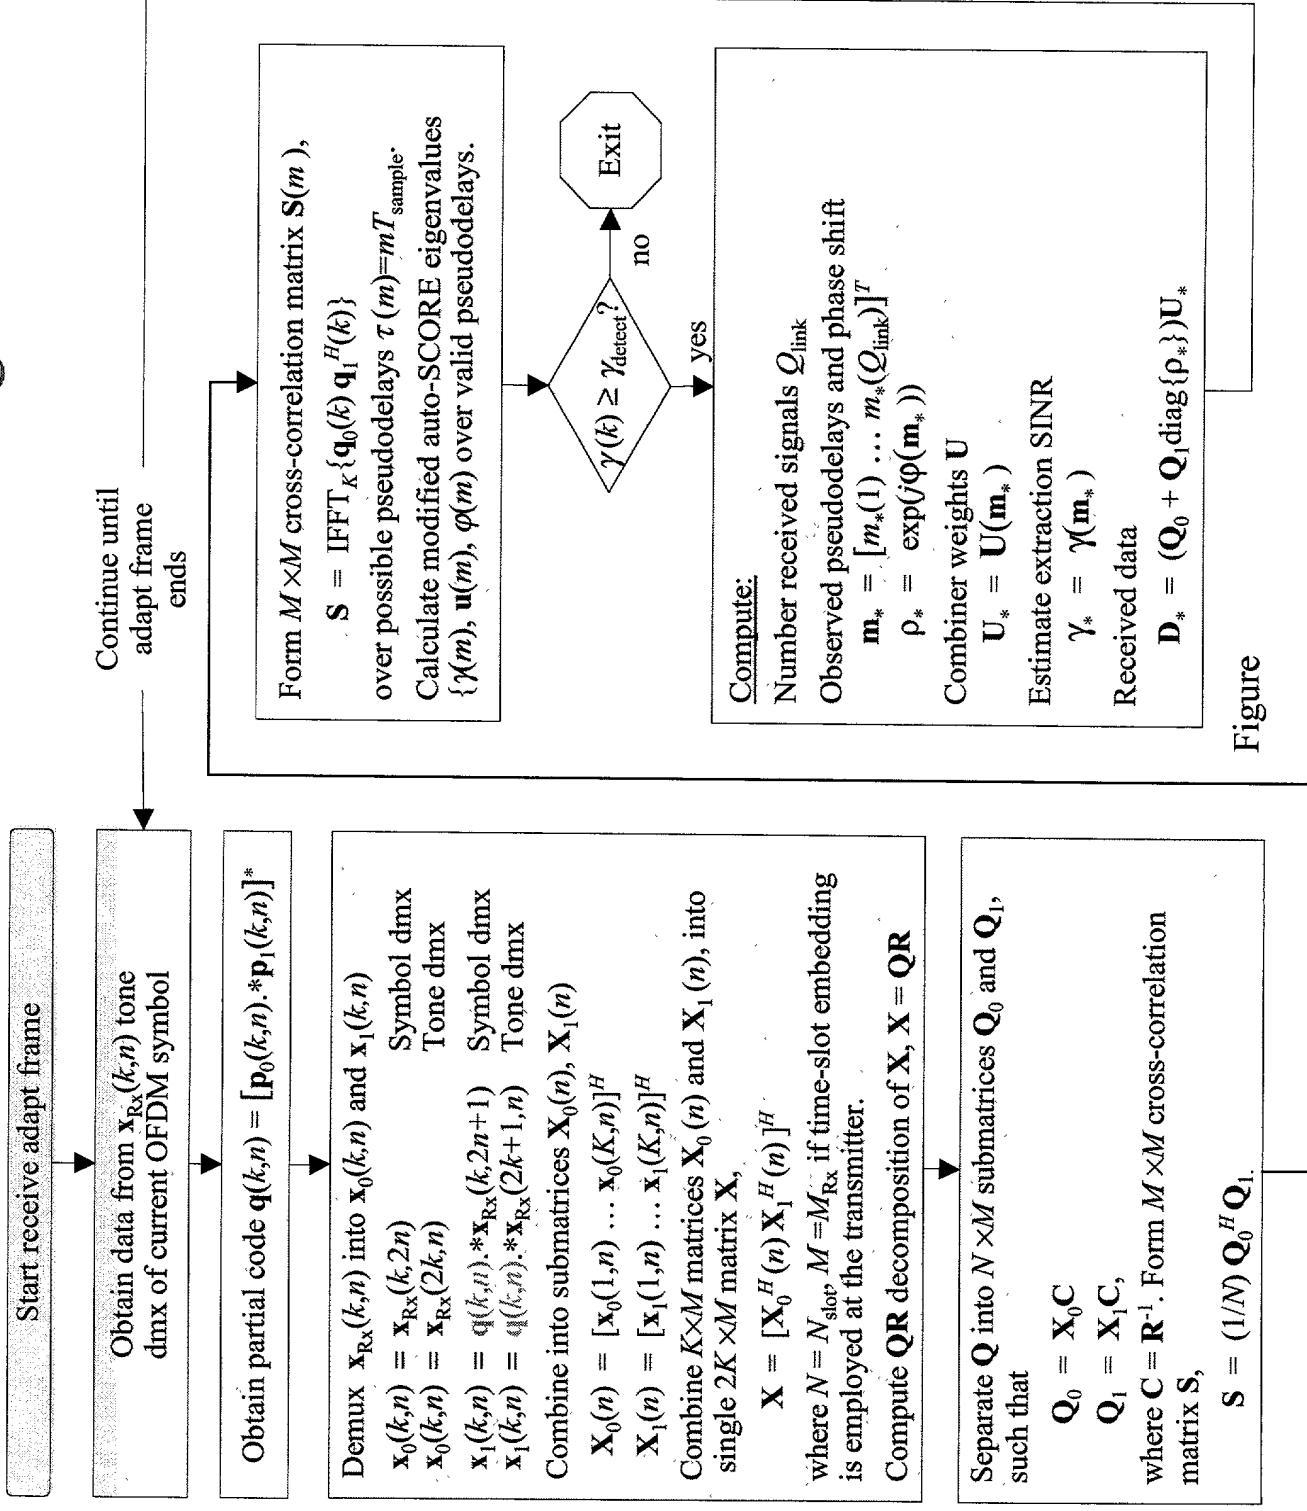 Start receive adapt frame
Obtain data from x_Rx(k,n) tone
dmx of current OFDM symbol
Obtain partial code q(k,n) = [p_0(k,n).*p_1(k,n)]*
Demux x_Rx(k,n) into x_0(k,n) and x_1(k,n)
x_0(k,n) = x_Rx(k,2n) Symbol dmx
x_0(k,n) = x_Rx(2k,n) Tone dmx
x_1(k,n) = q(k,n).*x_Rx(k,2n+1) Symbol dmx
x_1(k,n) = q(k,n).*x_Rx(2k+1,n) Tone dmx
Combine into submatrices X_0(n), X_1(n)
X_0(n) = [x_0(1,n) … x_0(K,n)]^H
X_1(n) = [x_1(1,n) … x_1(K,n)]^H
Combine K×M matrices X_0(n) and X_1(n), into
single 2K×M matrix X,
X = [X_0^H(n) X_1^H(n)]^H
where N = N_slot, M = M_Rx if time-slot embedding
is employed at the transmitter.
Compute QR decomposition of X, X = QR
Separate Q into N×M submatrices Q_0 and Q_1,
such that
Q_0 = X_0C
Q_1 = X_1C,
where C = R^-1. Form M×M cross-correlation
matrix S,
S = (1/N) Q_0^H Q_1.
Continue until
adapt frame
ends
Form M×M cross-correlation matrix S(m),
S = IFFT_K{q_0(k) q_1^H(k)}
over possible pseudodelays τ(m)=mT_sample.
Calculate modified auto-SCORE eigenvalues
{γ(m), u(m), φ(m) over valid pseudodelays.
γ(k) ≥ γ_detect?
no
Exit
yes
Compute:
Number received signals Q_link
Observed pseudodelays and phase shift
m_* = [m_*(1) … m_*(Q_link)]^T
ρ_* = exp(jφ(m_*))
Combiner weights U
U_* = U(m_*)
Estimate extraction SINR
γ_* = γ(m_*)
Received data
D_* = (Q_0 + Q_1diag{ρ_*})U_*
Figure